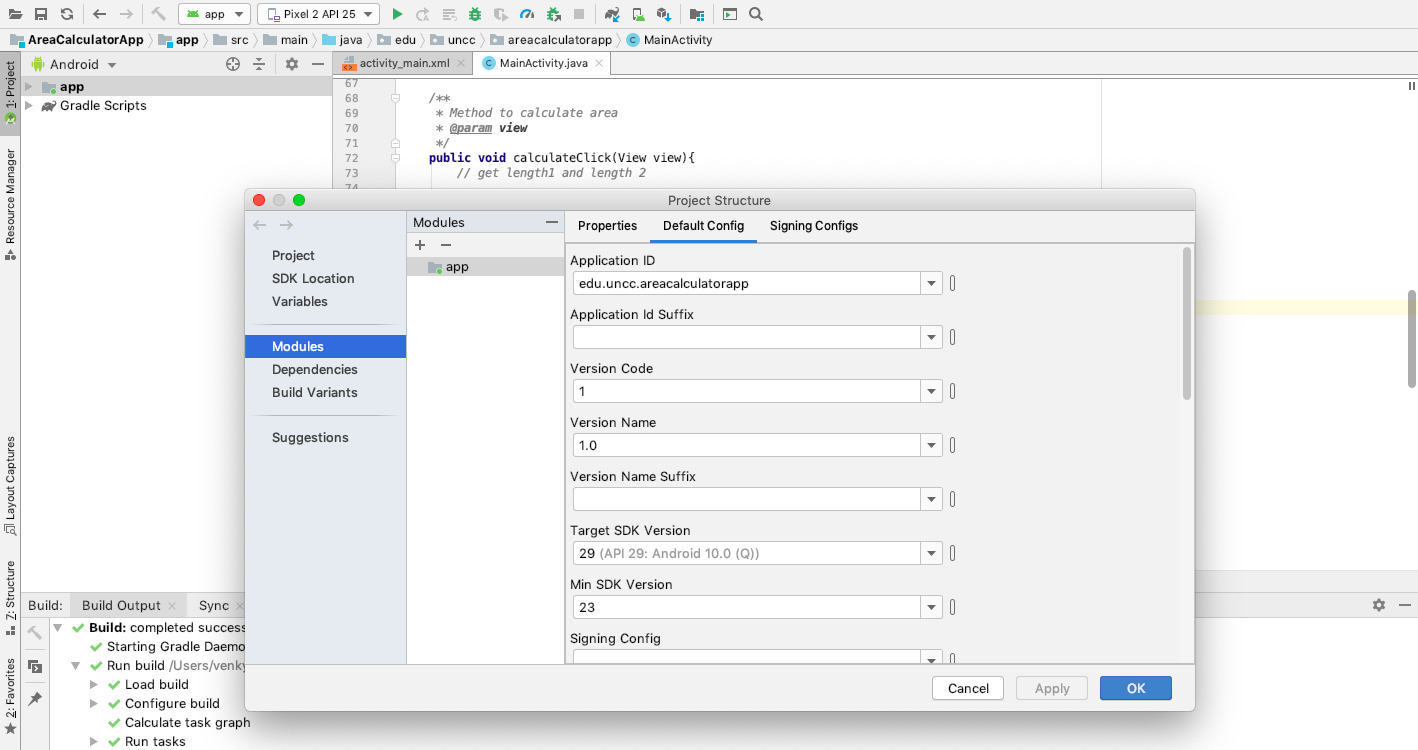 app
Pixel 2 API 25
AreaCalculatorApp app src main java edu uncc areacalculatorapp MainActivity
1: Project
Resource Manager
Layout Captures
Z: Structure
2: Favorites
Android
app
Gradle Scripts
activity_main.xml
MainActivity.java
67
68 /**
69 * Method to calculate area
70 * @param view
71 */
72 public void calculateClick(View view){
73 // get length1 and length 2
74
Project Structure
Project
SDK Location
Variables
Modules
Dependencies
Build Variants
Suggestions
Modules
app
Properties Default Config Signing Configs
Application ID
edu.uncc.areacalculatorapp
Application Id Suffix
Version Code
1
Version Name
1.0
Version Name Suffix
Target SDK Version
29 (API 29: Android 10.0 (Q))
Min SDK Version
23
Signing Config
Cancel Apply OK
Build: Build Output Sync
Build: completed success
Starting Gradle Daemo
Run build /Users/venky
Load build
Configure build
Calculate task graph
Run tasks